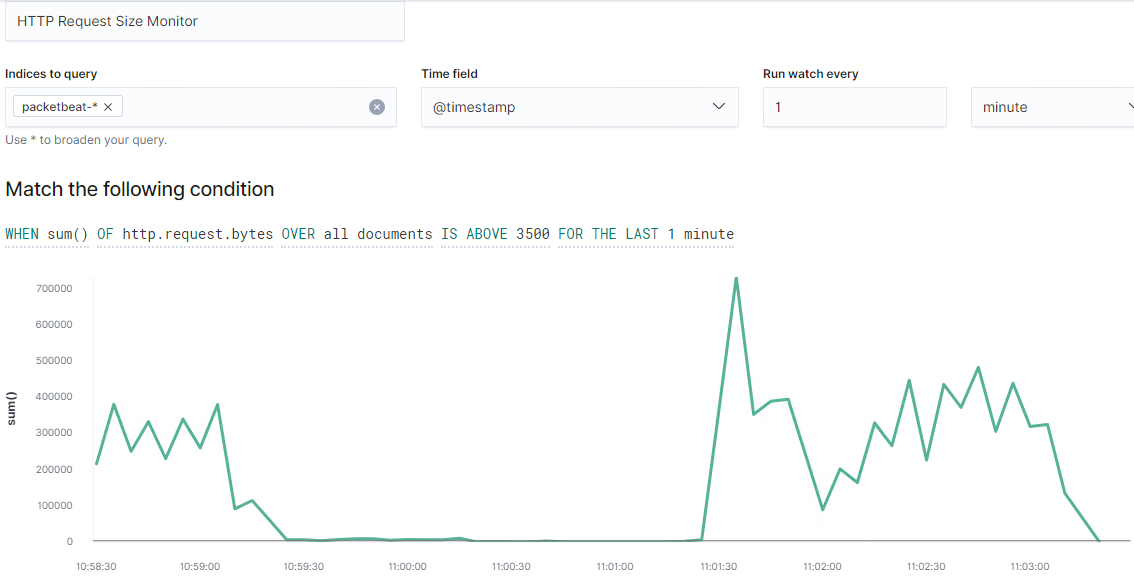 HTTP Request Size Monitor
Indices to query
Time field
Run watch every
packetbeat-*
@timestamp
1
minute
Use * to broaden your query.
Match the following condition
WHEN sum() OF http.request.bytes OVER all documents IS ABOVE 3500 FOR THE LAST 1 minute
sum()
700000
600000
500000
400000
300000
200000
100000
0
10:58:30
10:59:00
10:59:30
11:00:00
11:00:30
11:01:00
11:01:30
11:02:00
11:02:30
11:03:00